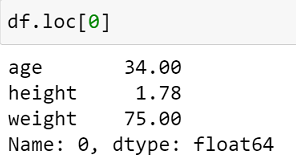 df.loc[0]
age         34.00
height       1.78
weight      75.00
Name: 0, dtype: float64